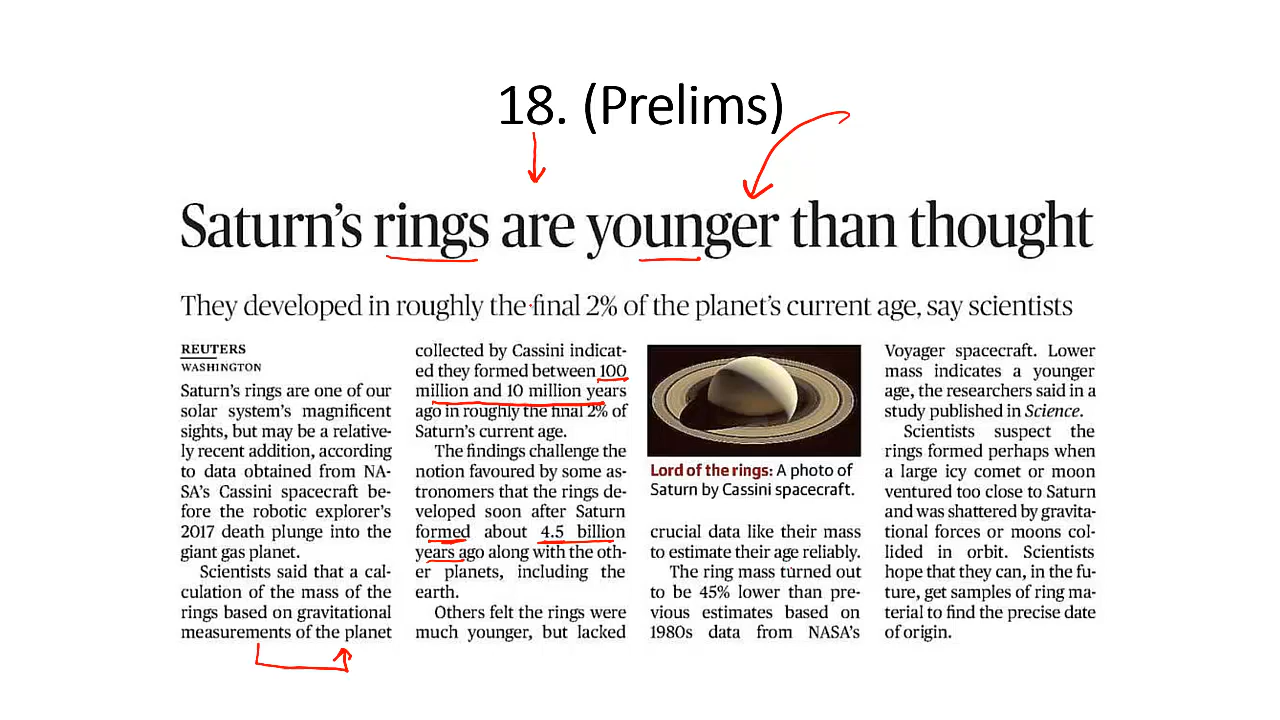 18. (Prelims)
Saturn's rings are younger than thought
They developed in roughly the final 2% of the planet's current age, say scientists
REUTERS
WASHINGTON
Saturn's rings are one of our
solar system's magnificent
sights, but may be a relative-
ly recent addition, according
to data obtained from NA-
SA's Cassini spacecraft be-
fore the robotic explorer's
2017 death plunge into the
giant gas planet.
Scientists said that a cal-
culation of the mass of the
rings based on gravitational
measurements of the planet
collected by Cassini indicat-
ed they formed between 100
million and 10 million years
ago in roughly the final 2% of
Saturn's current age.
The findings challenge the
notion favoured by some as-
tronomers that the rings de-
veloped soon after Saturn
formed about 4.5 billion
years ago along with the oth-
er planets, including the
earth.
Others felt the rings were
much younger, but lacked
Lord of the rings: A photo of
Saturn by Cassini spacecraft.
crucial data like their mass
to estimate their age reliably.
The ring mass turned out
to be 45% lower than pre-
vious estimates based on
1980s data from NASA's
Voyager spacecraft. Lower
mass indicates a younger
age, the researchers said in a
study published in Science.
Scientists suspect the
rings formed perhaps when
a large icy comet or moon
ventured too close to Saturn
and was shattered by gravita-
tional forces or moons col-
lided in orbit. Scientists
hope that they can, in the fu-
ture, get samples of ring ma-
terial to find the precise date
of origin.